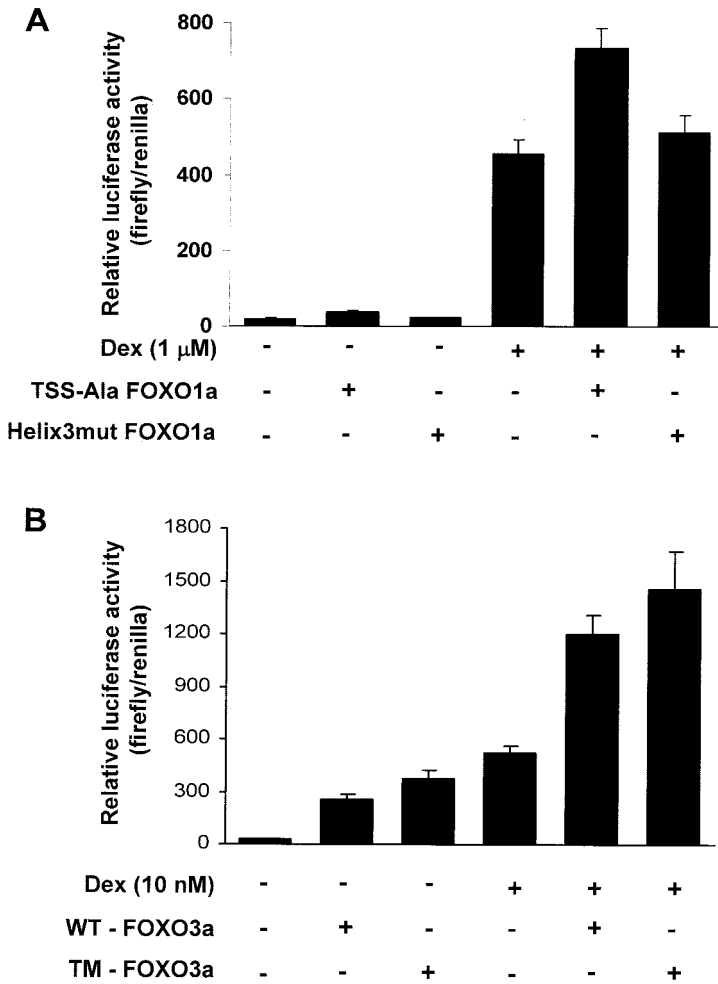 A
Relative luciferase activity
(firefly/renilla)
800
600
400
200
0
Dex (1 µM) - - - + + +
TSS-Ala FOXO1a - + - - + -
Helix3mut FOXO1a - - + - - +
B
Relative luciferase activity
(firefly/renilla)
1800
1500
1200
900
600
300
0
Dex (10 nM) - - - + + +
WT - FOXO3a - + - - + -
TM - FOXO3a - - + - - +